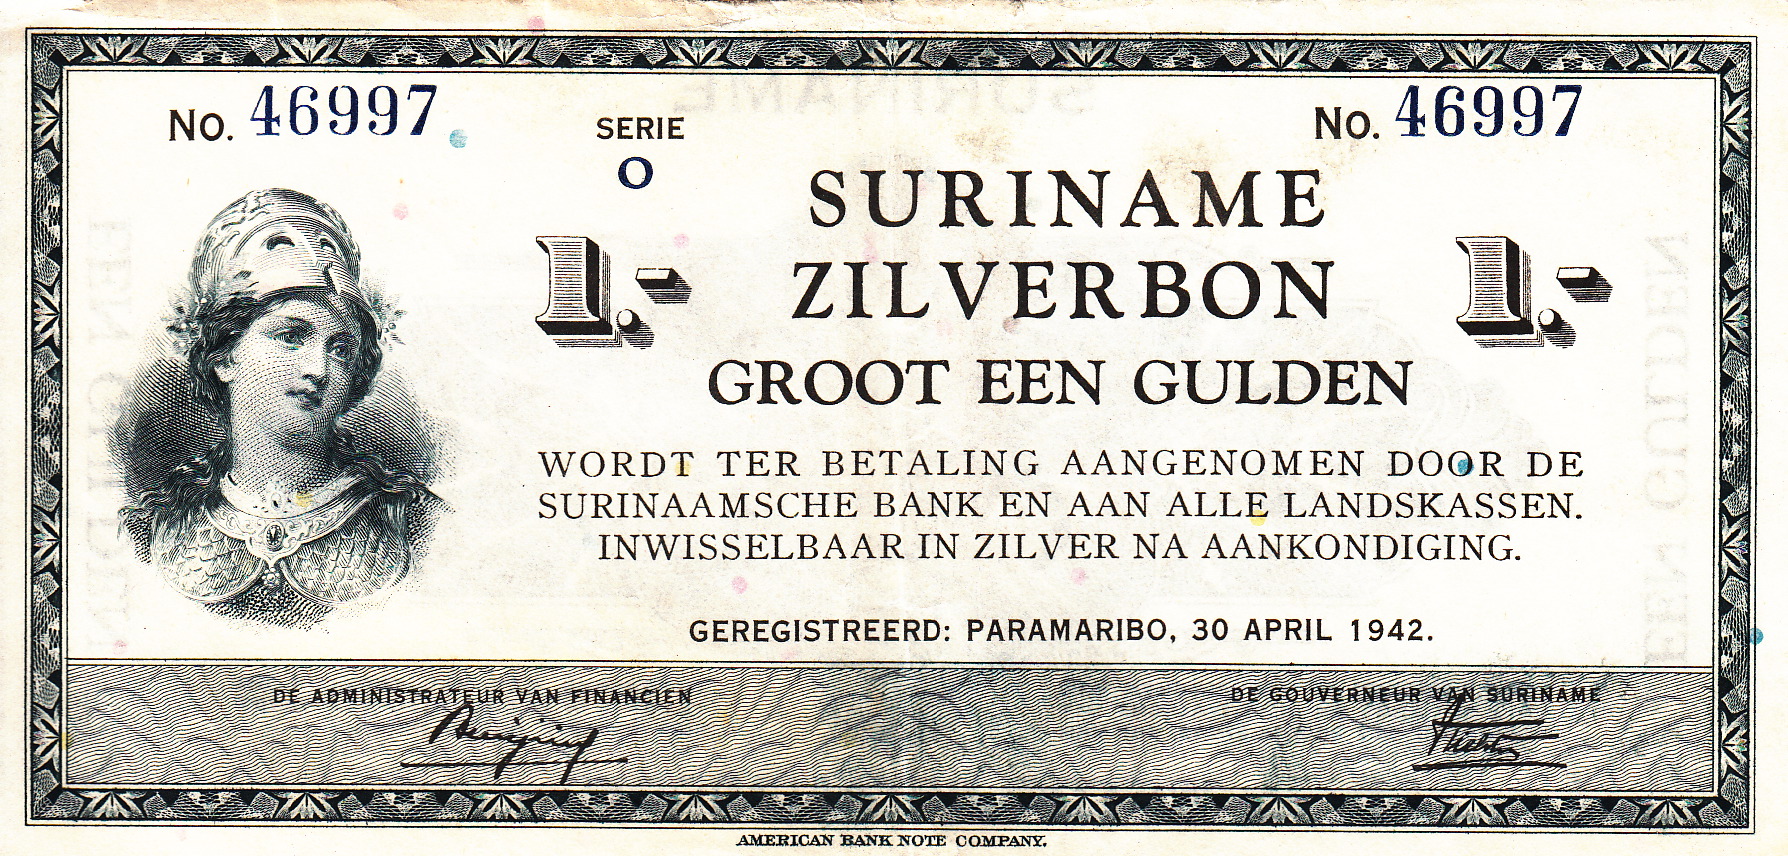 No. 46997
SERIE
O
No. 46997
SURINAME
1.-
ZILVERBON
1.-
GROOT EEN GULDEN
WORDT TER BETALING AANGENOMEN DOOR DE
SURINAAMSCHE BANK EN AAN ALLE LANDSKASSEN.
INWISSELBAAR IN ZILVER NA AANKONDIGING.
GEREGISTREERD: PARAMARIBO, 30 APRIL 1942.
DE ADMINISTRATEUR VAN FINANCIEN
DE GOUVERNEUR VAN SURINAME
AMERICAN BANK NOTE COMPANY.